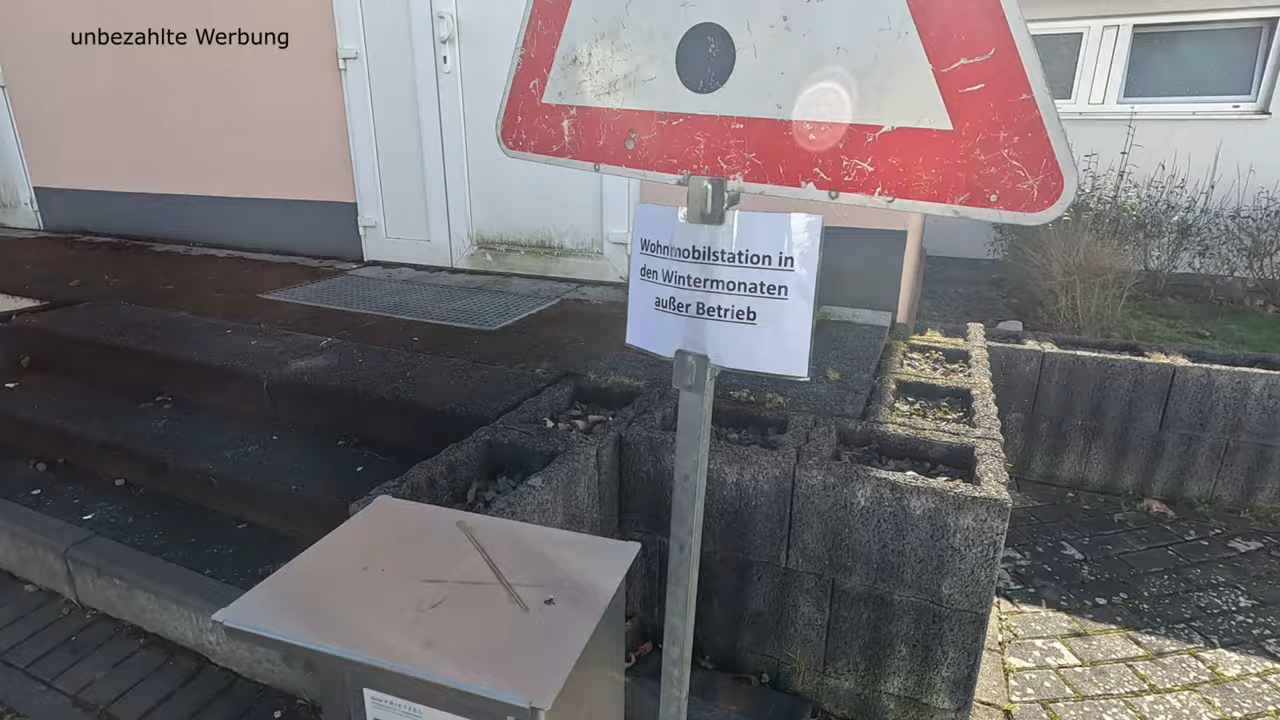 unbezahlte Werbung
Wohnmobilstation in
den Wintermonaten
außer Betrieb